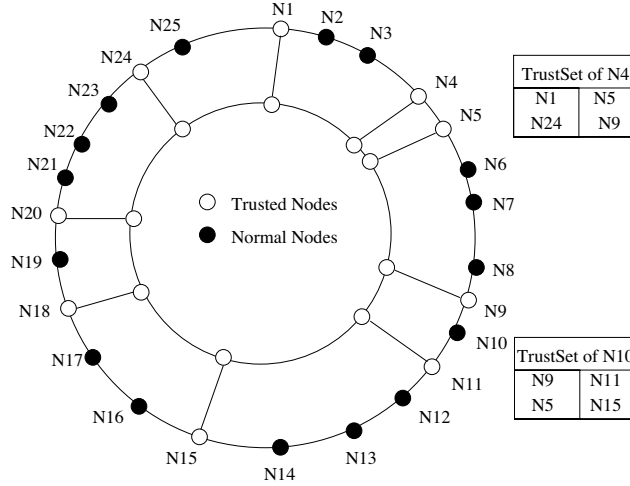 N1
N2
N3
N25
N24
N4
N5
N23
N22
N21
N20
N19
N18
N17
N16
N15
N14
N13
N12
N11
N10
N9
N8
N7
N6
Trusted Nodes
Normal Nodes
TrustSet of N4
N1 N5
N24 N9
TrustSet of N10
N9 N11
N5 N15